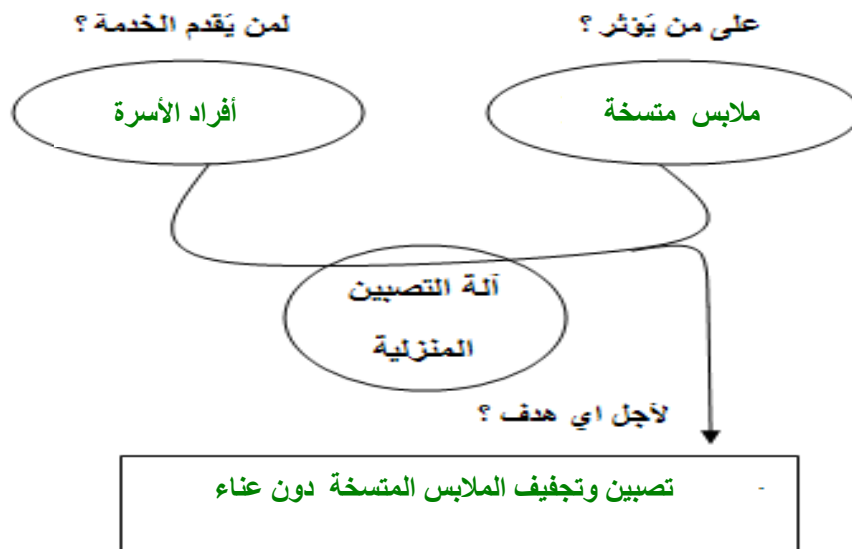 على من يُؤثر ؟
لمن يُقدم الخدمة ؟
ملابس متسخة
أفراد الأسرة
آلة التصبين
المنزلية
لأجل اي هدف ؟
- تصبين وتجفيف الملابس المتسخة دون عناء